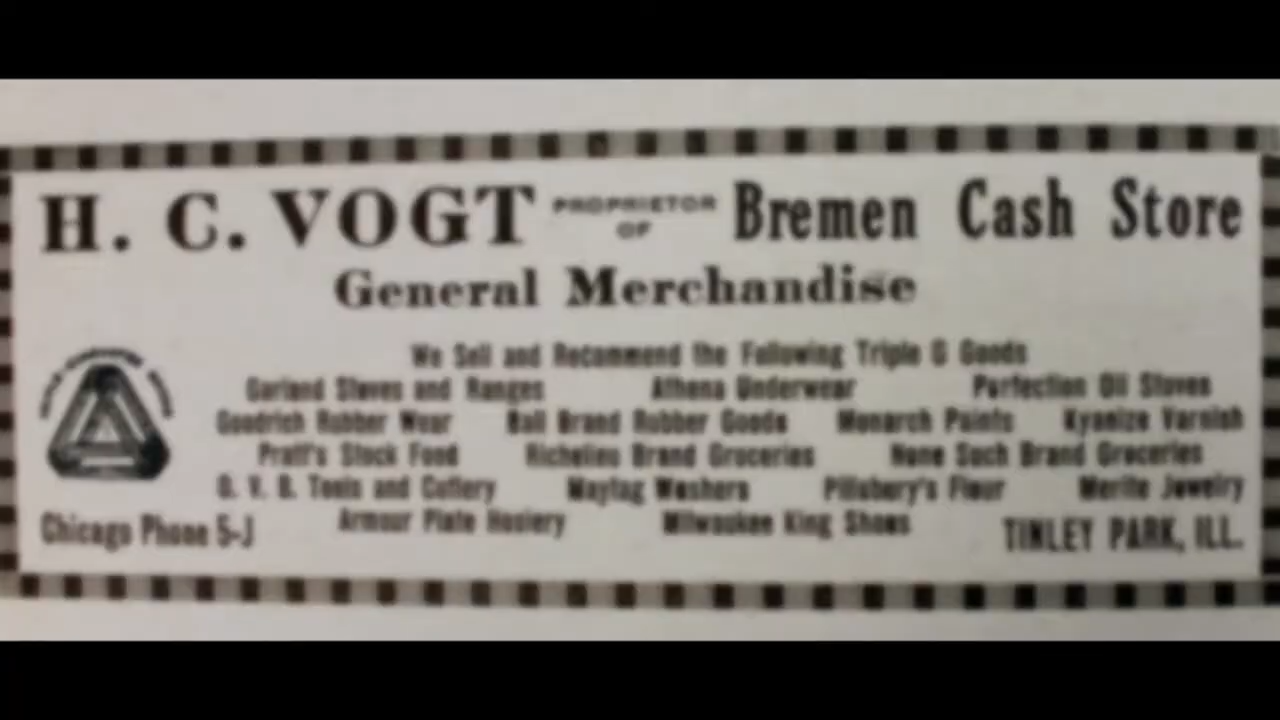 H. C. VOGT PROPRIETOR OF Bremen Cash Store
General Merchandise
We Sell and Recommend the Following Triple G Goods
Garland Stoves and Ranges Athena Underwear Perfection Oil Stoves
Goodrich Rubber Wear Ball Brand Rubber Goods Monarch Paints Kyanize Varnish
Pratt's Stock Food Richelieu Brand Groceries None Such Brand Groceries
Tools and Cutlery Maytag Washers Pillsbury's Flour Merite Jewelry
Armour Plate Hosiery Milwaukee King Shoes
Chicago Phone 5-J TINLEY PARK, ILL.